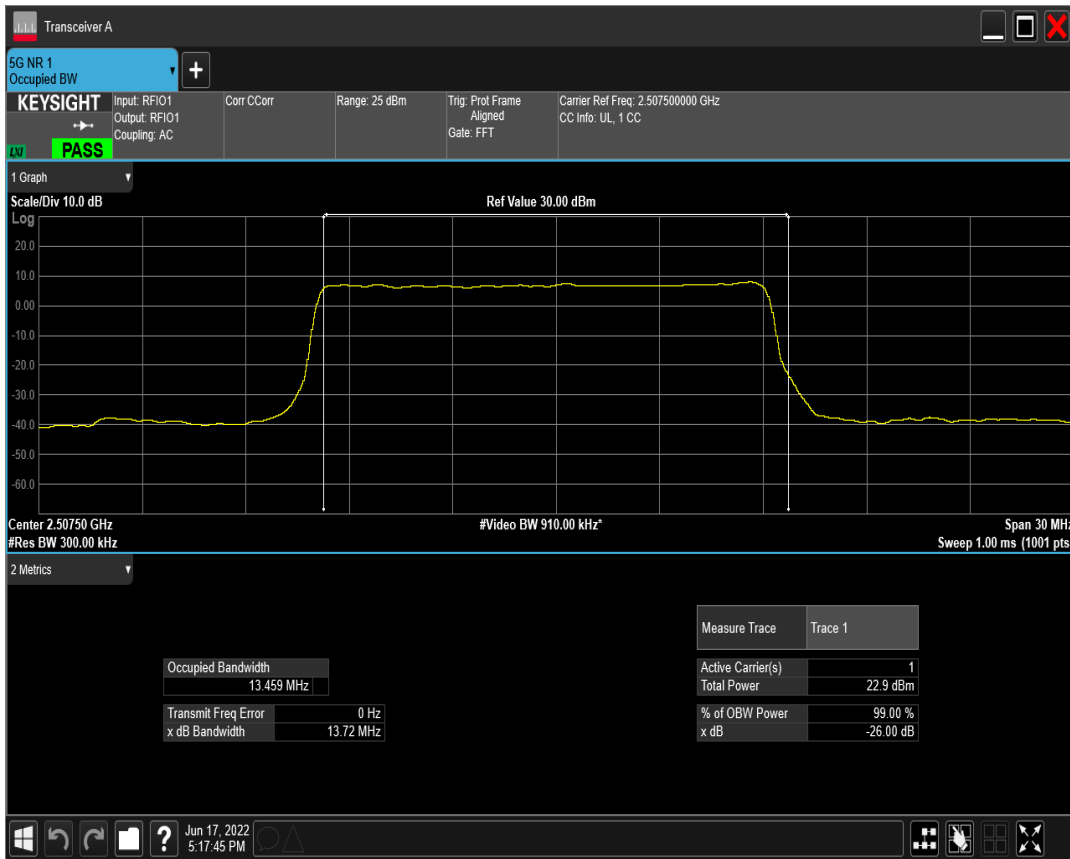 Transceiver A
5G NR 1
Occupied BW
KEYSIGHT
LXI
PASS
Input: RFIO1
Output: RFIO1
Coupling: AC
Corr CCorr
Range: 25 dBm
Trig: Prot Frame
Aligned
Gate: FFT
Carrier Ref Freq: 2.507500000 GHz
CC Info: UL, 1 CC
1 Graph
Scale/Div 10.0 dB
Ref Value 30.00 dBm
Log
20.0
10.0
0.00
-10.0
-20.0
-30.0
-40.0
-50.0
-60.0
Center 2.50750 GHz
#Video BW 910.00 kHz*
Span 30 MHz
#Res BW 300.00 kHz
Sweep 1.00 ms (1001 pts
2 Metrics
Measure Trace Trace 1
Occupied Bandwidth
13.459 MHz
Active Carrier(s) 1
Total Power 22.9 dBm
Transmit Freq Error 0 Hz
x dB Bandwidth 13.72 MHz
% of OBW Power 99.00 %
x dB -26.00 dB
?
Jun 17, 2022
5:17:45 PM